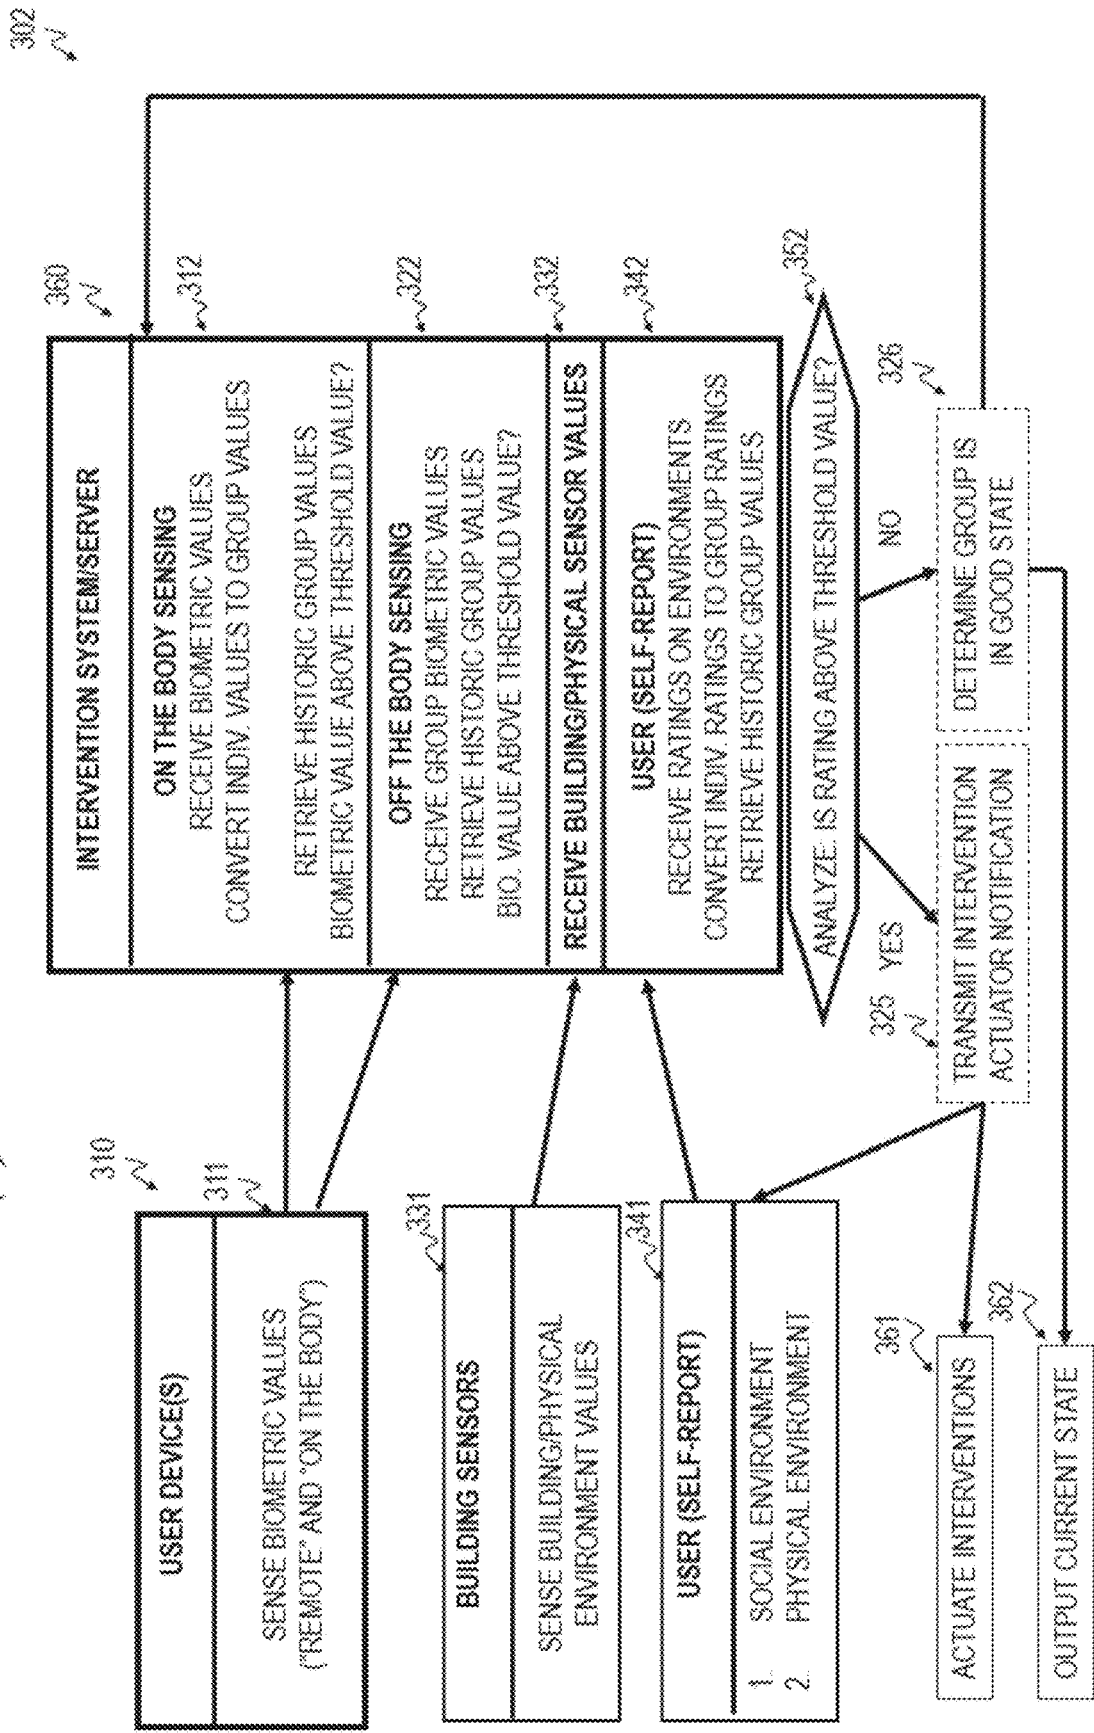 302
360
INTERVENTION SYSTEM/SERVER
312
ON THE BODY SENSING
RECEIVE BIOMETRIC VALUES
CONVERT INDIV. VALUES TO GROUP VALUES
RETRIEVE HISTORIC GROUP VALUES
BIOMETRIC VALUE ABOVE THRESHOLD VALUE?
322
OFF THE BODY SENSING
RECEIVE GROUP BIOMETRIC VALUES
RETRIEVE HISTORIC GROUP VALUES
BIO. VALUE ABOVE THRESHOLD VALUE?
332
RECEIVE BUILDING/PHYSICAL SENSOR VALUES
342
USER (SELF-REPORT)
RECEIVE RATINGS ON ENVIRONMENTS
CONVERT INDIV. RATINGS TO GROUP RATINGS
RETRIEVE HISTORIC GROUP VALUES
352
ANALYZE: IS RATING ABOVE THRESHOLD VALUE?
325
YES
NO
326
TRANSMIT INTERVENTION
ACTUATOR NOTIFICATION
DETERMINE GROUP IS
IN GOOD STATE
310
USER DEVICE(S)
311
SENSE BIOMETRIC VALUES
("REMOTE" AND "ON THE BODY")
331
BUILDING SENSORS
SENSE BUILDING/PHYSICAL
ENVIRONMENT VALUES
341
USER (SELF-REPORT)
1. SOCIAL ENVIRONMENT
2. PHYSICAL ENVIRONMENT
361
ACTUATE INTERVENTIONS
362
OUTPUT CURRENT STATE